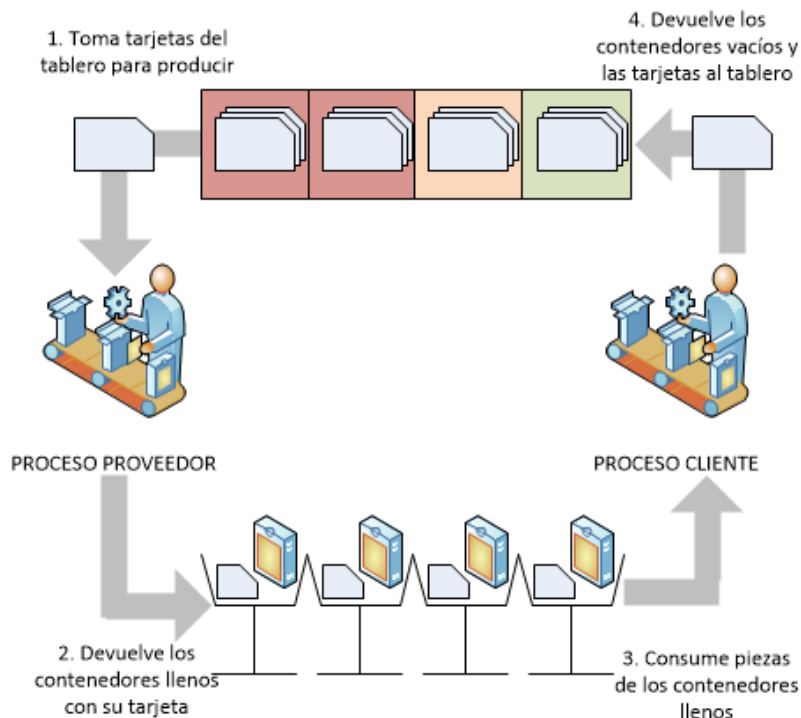 1. Toma tarjetas del
tablero para producir
4. Devuelve los
contenedores vacíos y
las tarjetas al tablero
PROCESO PROVEEDOR
PROCESO CLIENTE
2. Devuelve los
contenedores llenos
con su tarjeta
3. Consume piezas
de los contenedores
llenos